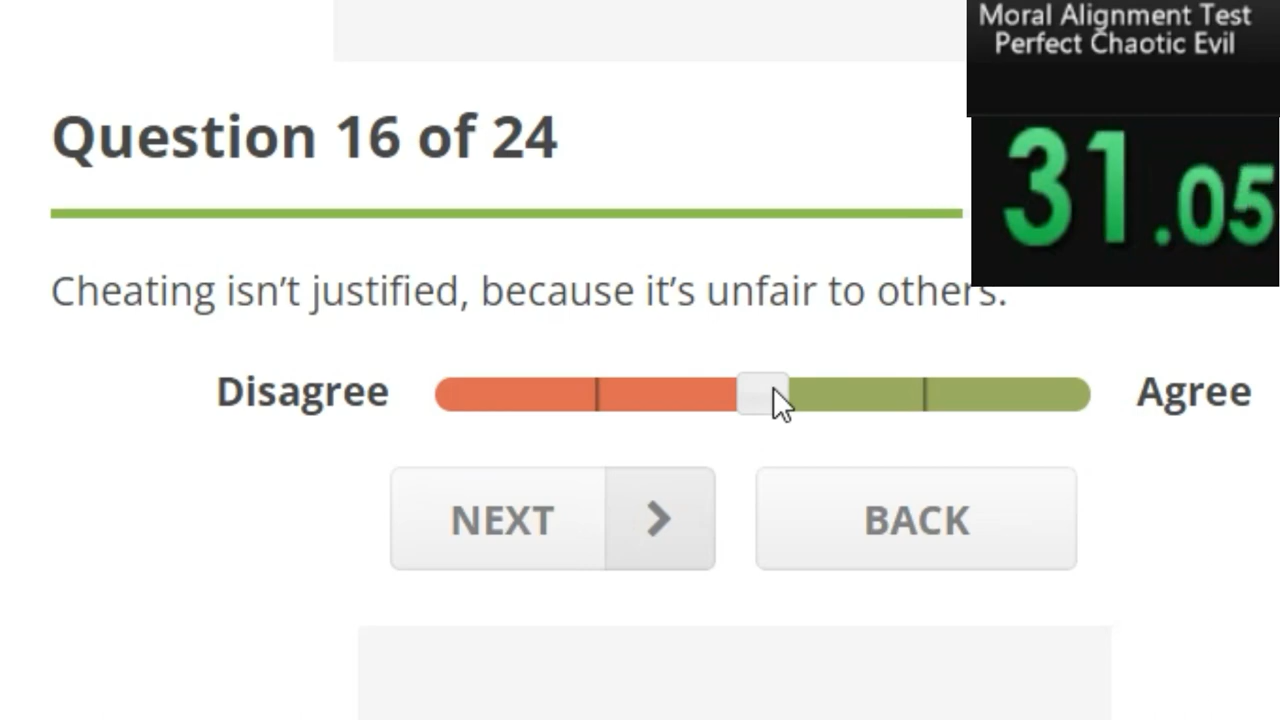 Moral Alignment Test
Perfect Chaotic Evil
Question 16 of 24
31.05
Cheating isn’t justified, because it’s unfair to others.
Disagree
Agree
NEXT
BACK